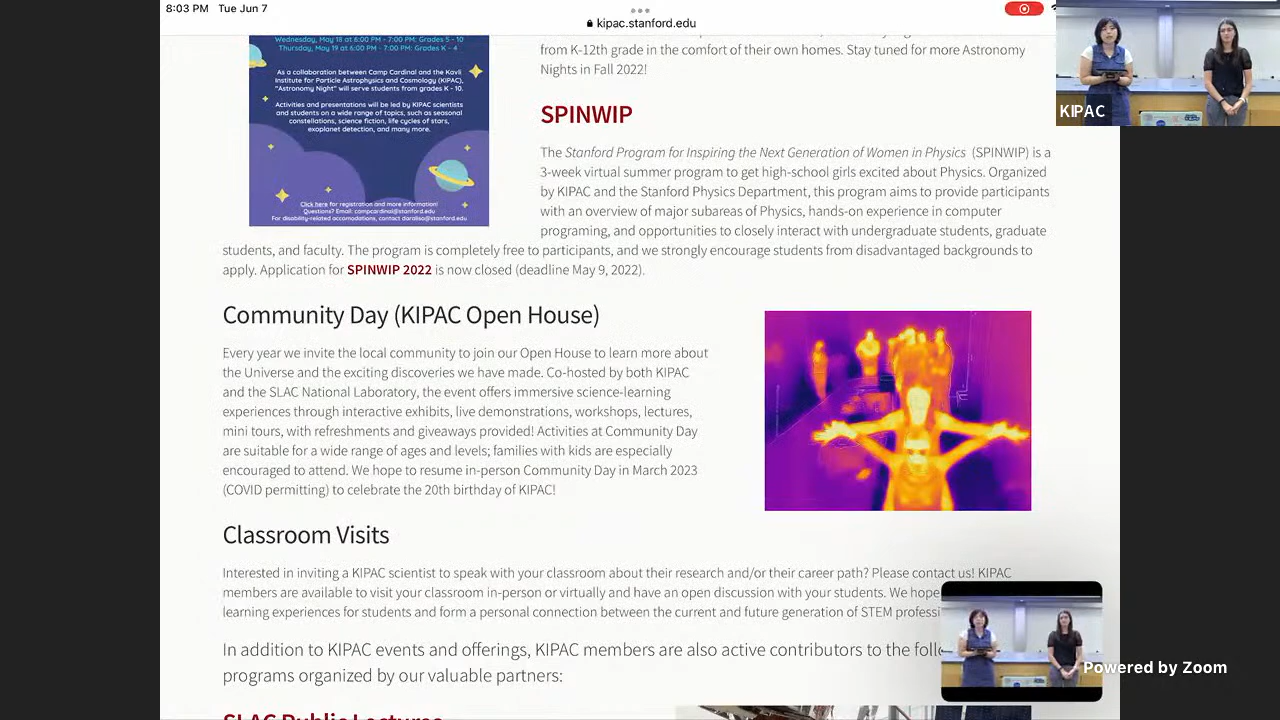 8:03 PM Tue Jun 7
kipac.stanford.edu
KIPAC
Wednesday, May 18 at 6:00 PM - 7:00 PM: Grades 5 - 10
Thursday, May 19 at 6:00 PM - 7:00 PM: Grades K - 4
As a collaboration between Camp Cardinal and the Kavli
Institute for Particle Astrophysics and Cosmology (KIPAC),
"Astronomy Night" will serve students from grades K - 10.
Activities and presentations will be led by KIPAC scientists
and students on a wide range of topics, such as seasonal
constellations, science fiction, life cycles of stars,
exoplanet detection, and many more.
Click here for registration and more information!
Questions? Email: campcardinal@stanford.edu
For disability-related accomodations, contact daralisa@stanford.edu
from K-12th grade in the comfort of their own homes. Stay tuned for more Astronomy
Nights in Fall 2022!
SPINWIP
The Stanford Program for Inspiring the Next Generation of Women in Physics (SPINWIP) is a
3-week virtual summer program to get high-school girls excited about Physics. Organized
by KIPAC and the Stanford Physics Department, this program aims to provide participants
with an overview of major subareas of Physics, hands-on experience in computer
programing, and opportunities to closely interact with undergraduate students, graduate
students, and faculty. The program is completely free to participants, and we strongly encourage students from disadvantaged backgrounds to
apply. Application for SPINWIP 2022 is now closed (deadline May 9, 2022).
Community Day (KIPAC Open House)
Every year we invite the local community to join our Open House to learn more about
the Universe and the exciting discoveries we have made. Co-hosted by both KIPAC
and the SLAC National Laboratory, the event offers immersive science-learning
experiences through interactive exhibits, live demonstrations, workshops, lectures,
mini tours, with refreshments and giveaways provided! Activities at Community Day
are suitable for a wide range of ages and levels; families with kids are especially
encouraged to attend. We hope to resume in-person Community Day in March 2023
(COVID permitting) to celebrate the 20th birthday of KIPAC!
Classroom Visits
Interested in inviting a KIPAC scientist to speak with your classroom about their research and/or their career path? Please contact us! KIPAC
members are available to visit your classroom in-person or virtually and have an open discussion with your students. We hope
learning experiences for students and form a personal connection between the current and future generation of STEM professi
In addition to KIPAC events and offerings, KIPAC members are also active contributors to the follo
programs organized by our valuable partners:
Powered by Zoom
SLAC Public Lectures